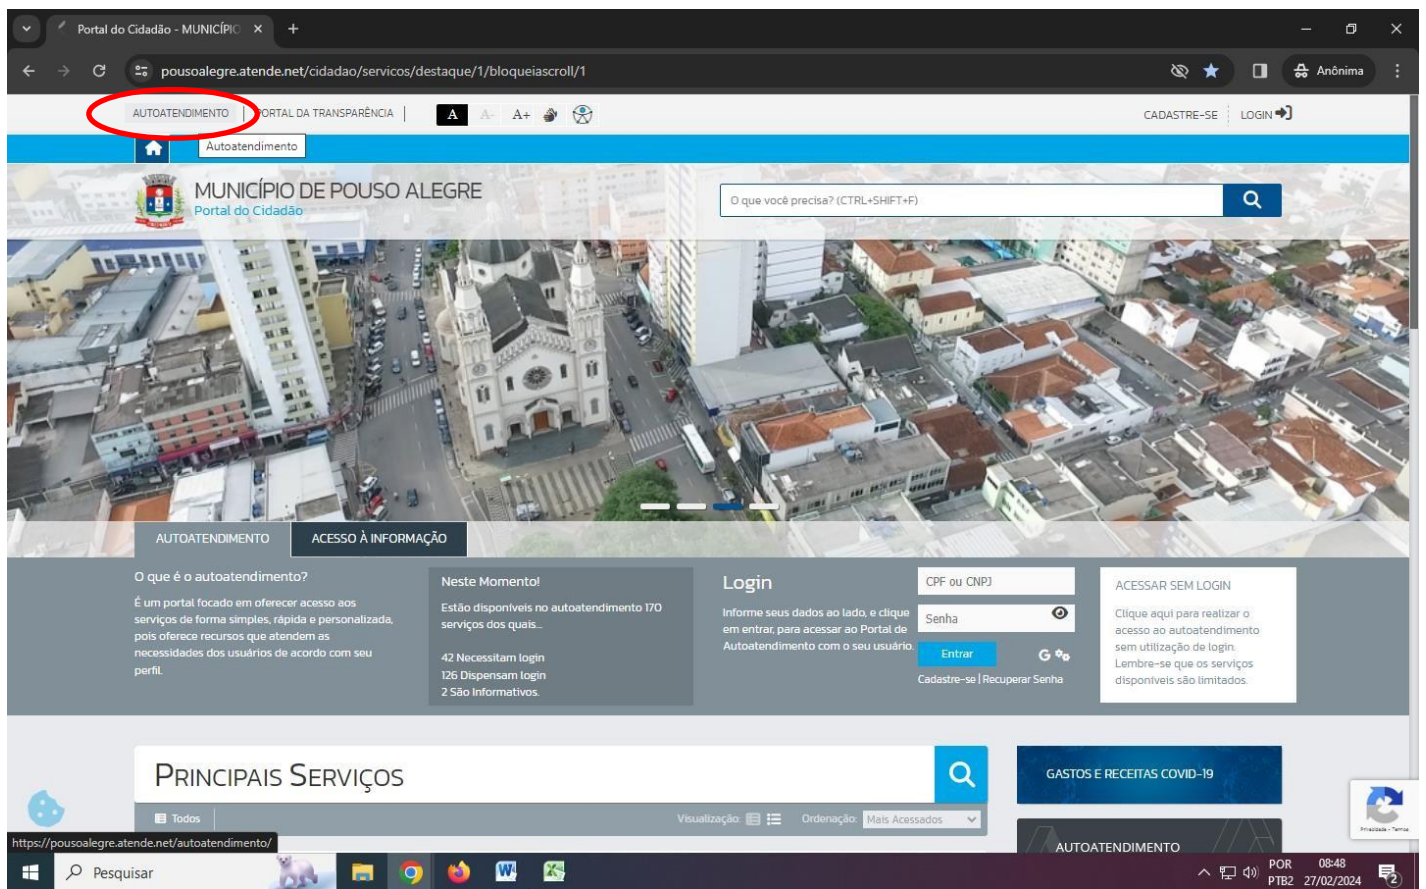 Portal do Cidadão - MUNICÍPIO
pousoalegre.atende.net/cidadao/servicos/destaque/1/bloqueiascroll/1
Anônima
AUTOATENDIMENTO
PORTAL DA TRANSPARÊNCIA
A A- A+
CADASTRE-SE
LOGIN
Autoatendimento
MUNICÍPIO DE POUSO ALEGRE
Portal do Cidadão
O que você precisa? (CTRL+SHIFT+F)
AUTOATENDIMENTO
ACESSO À INFORMAÇÃO
O que é o autoatendimento?
É um portal focado em oferecer acesso aos
serviços de forma simples, rápida e personalizada,
pois oferece recursos que atendem as
necessidades dos usuários de acordo com seu
perfil.
Neste Momento!
Estão disponíveis no autoatendimento 170
serviços dos quais...
42 Necessitam login
126 Dispensam login
2 São Informativos.
Login
Informe seus dados ao lado, e clique
em entrar, para acessar ao Portal de
Autoatendimento com o seu usuário.
CPF ou CNPJ
Senha
Entrar
G
Cadastre-se | Recuperar Senha
ACESSAR SEM LOGIN
Clique aqui para realizar o
acesso ao autoatendimento
sem utilização de login.
Lembre-se que os serviços
disponíveis são limitados.
PRINCIPAIS SERVIÇOS
Todos
Visualização:
Ordenação:
Mais Acessados
GASTOS E RECEITAS COVID-19
AUTOATENDIMENTO
Privacidade - Termos
https://pousoalegre.atende.net/autoatendimento/
Pesquisar
POR
PTB2
08:48
27/02/2024
2